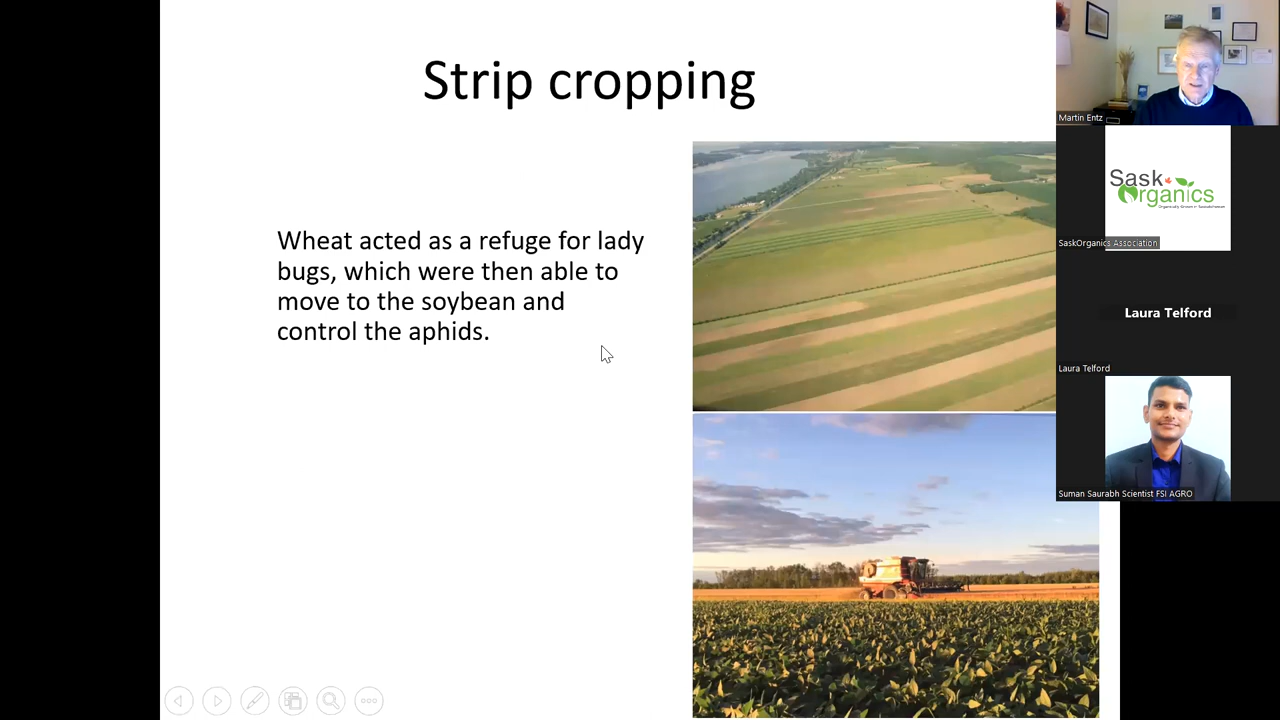 Strip cropping
Wheat acted as a refuge for lady
bugs, which were then able to
move to the soybean and
control the aphids.
Martin Entz
Sask
Organics
SaskOrganics Association
Laura Telford
Laura Telford
Suman Saurabh Scientist FSI AGRO